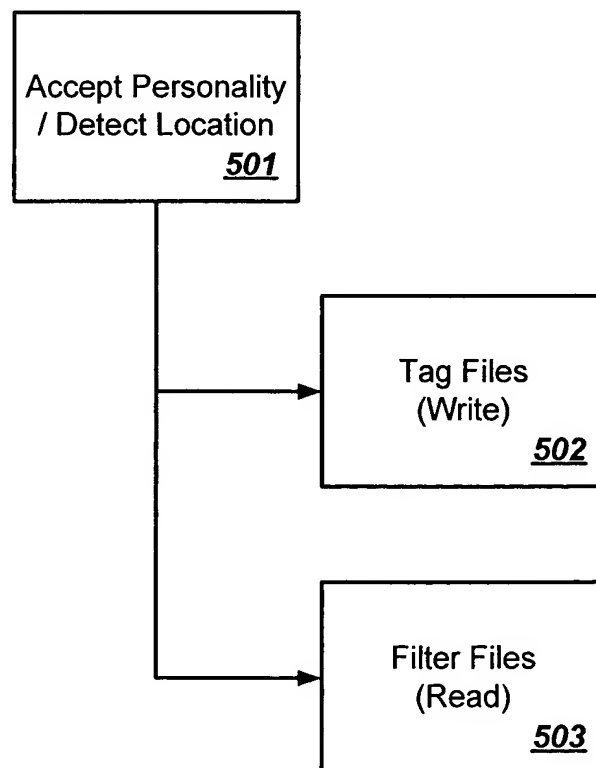 Accept Personality
/ Detect Location
501
Tag Files
(Write)
502
Filter Files
(Read)
503